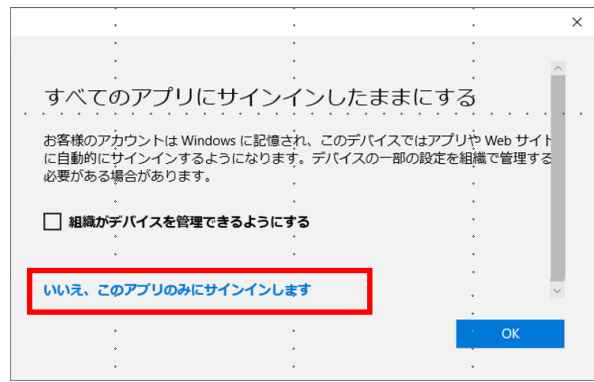 すべてのアプリにサインインしたままにする
お客様のアカウントは Windows に記憶され、このデバイスではアプリや Web サイト
に自動的にサインインするようになります。デバイスの一部の設定を組織で管理する
必要がある場合があります。
組織がデバイスを管理できるようにする
いいえ、このアプリのみにサインインします
OK